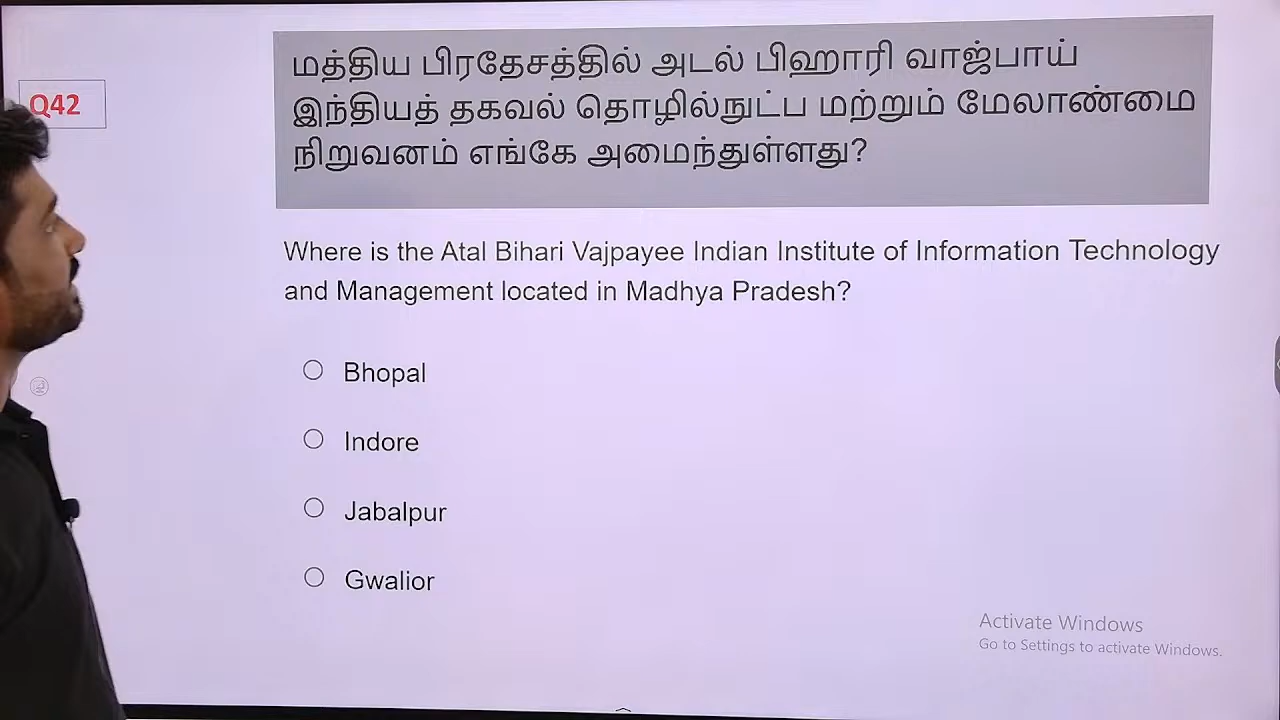 Q42
மத்திய பிரதேசத்தில் அடல் பிஹாரி வாஜ்பாய்
இந்தியத் தகவல் தொழில்நுட்ப மற்றும் மேலாண்மை
நிறுவனம் எங்கே அமைந்துள்ளது?
Where is the Atal Bihari Vajpayee Indian Institute of Information Technology
and Management located in Madhya Pradesh?
Bhopal
Indore
Jabalpur
Gwalior
Activate Windows
Go to Settings to activate Windows.